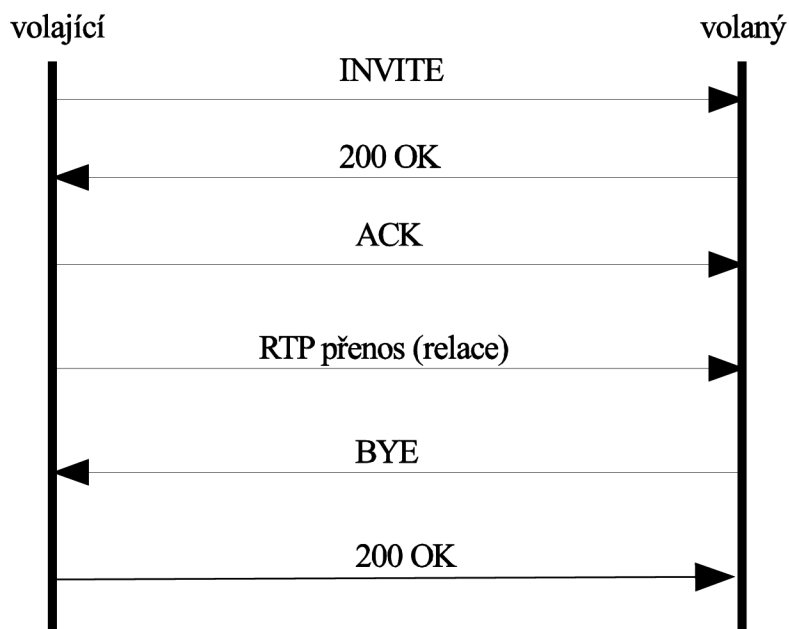 volající
volaný
INVITE
200 OK
ACK
RTP přenos (relace)
BYE
200 OK